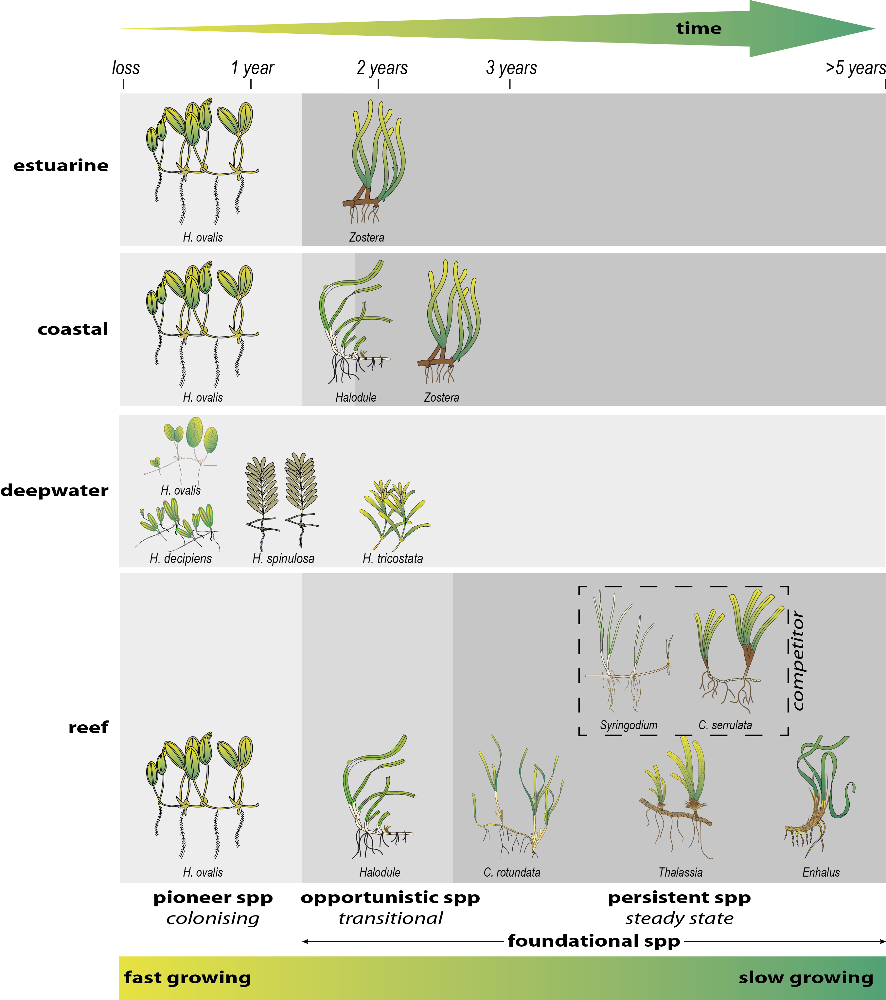 time
loss 1 year 2 years 3 years >5 years
estuarine
H. ovalis Zostera
coastal
H. ovalis Halodule Zostera
deepwater
H. ovalis
H. decipiens H. spinulosa H. tricostata
reef
competitor
Syringodium C. serrulata
H. ovalis Halodule C. rotundata Thalassia Enhalus
pioneer spp opportunistic spp persistent spp
colonising transitional steady state
foundational spp
fast growing slow growing